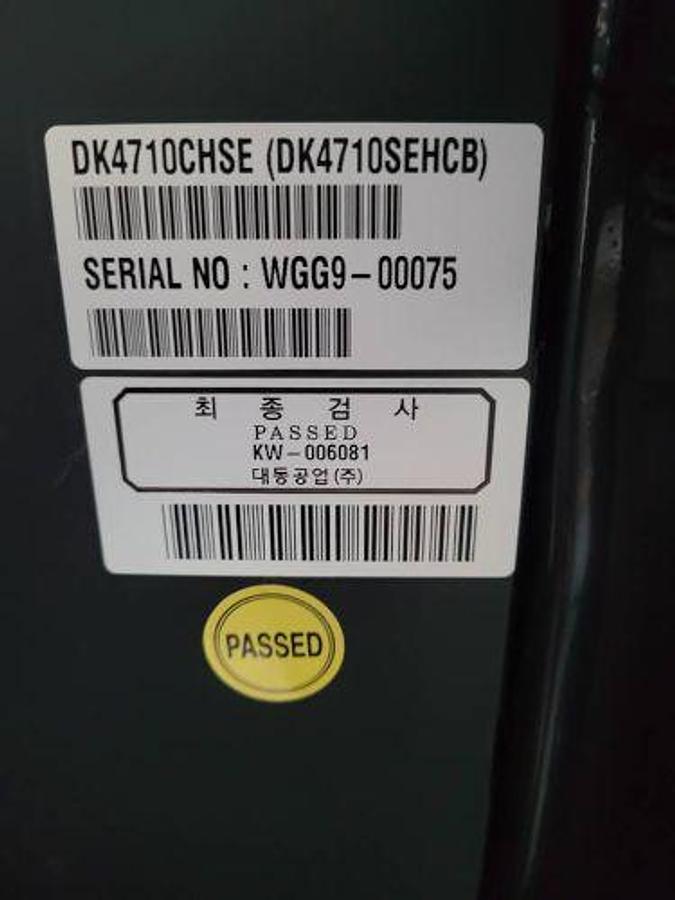 DK4710CHSE (DK4710SEHCB)
SERIAL NO : WGG9-00075
최 종 검 사
PASSED
KW-006081
대동공업(주)
PASSED